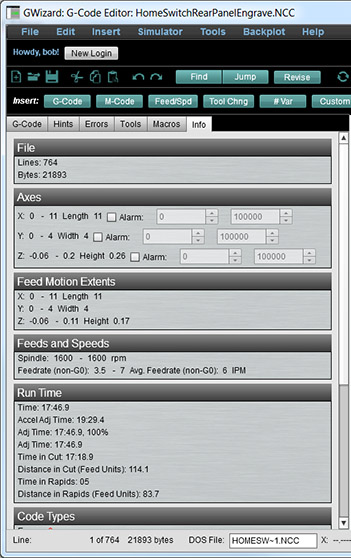 GWizard: G-Code Editor: HomeSwitchRearPanelEngrave.NCC
File Edit Insert Simulator Tools Backplot Help
Howdy, bob! New Login
Find Jump Revise
Insert: G-Code M-Code Feed/Spd Tool Chng # Var Custom
G-Code Hints Errors Tools Macros Info
File
Lines: 764
Bytes: 21893
Axes
X: 0 - 11 Length 11 Alarm: 0 100000
Y: 0 - 4 Width 4 Alarm: 0 100000
Z: -0.06 - 0.2 Height 0.26 Alarm: 0 100000
Feed Motion Extents
X: 0 - 11 Length 11
Y: 0 - 4 Width 4
Z: -0.06 - 0.11 Height 0.17
Feeds and Speeds
Spindle: 1600 - 1600 rpm
Feedrate (non-G0): 3.5 - 7 Avg. Feedrate (non-G0): 6 IPM
Run Time
Time: 17:46.9
Accel Adj Time: 19:29.4
Adj Time: 17:46.9, 100%
Adj Time: 17:46.9
Time in Cut: 17:18.9
Distance in Cut (Feed Units): 114.1
Time in Rapids: 05
Distance in Rapids (Feed Units): 83.7
Code Types
Line: 1 of 764 21893 bytes DOS File: HOMESW~1.NCC X: --.----